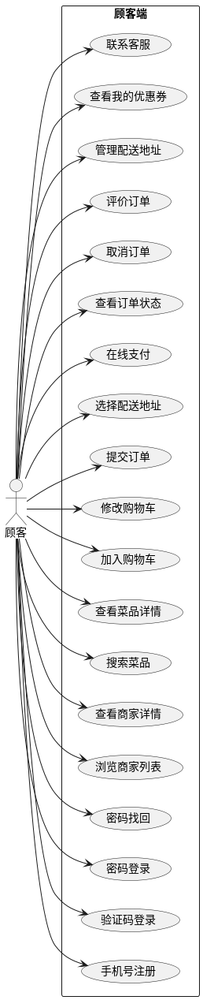 顾客端
联系客服
查看我的优惠券
管理配送地址
评价订单
取消订单
查看订单状态
在线支付
选择配送地址
提交订单
修改购物车
顾客
加入购物车
查看菜品详情
搜索菜品
查看商家详情
浏览商家列表
密码找回
密码登录
验证码登录
手机号注册